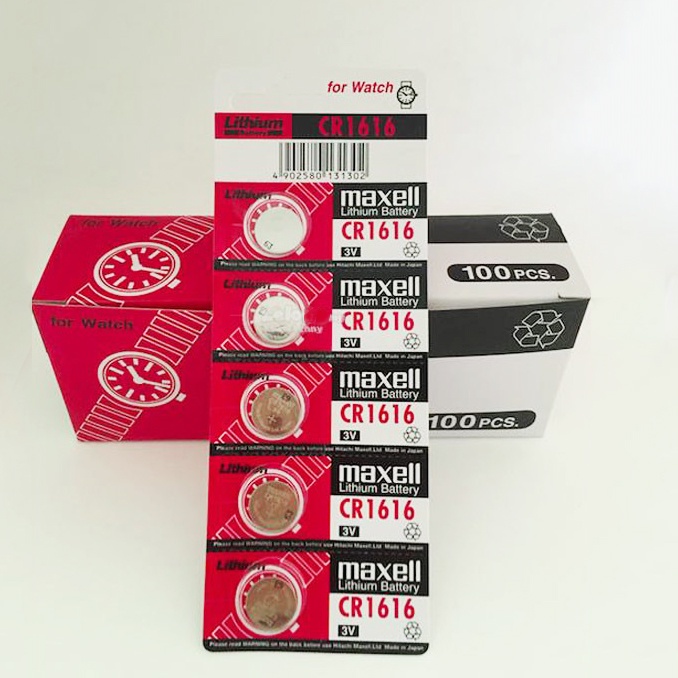 for Watch
Lithium
Battery
CR1616
4 902580 131302
Lithium
maxell
Lithium Battery
CR1616
3V
Please read WARNING on the back before use Hitachi Maxell.Ltd Made in Japan
maxell
Lithium Battery
CR1616
3V
Please read WARNING on the back before use Hitachi Maxell.Ltd Made in Japan
Lithium
maxell
Lithium Battery
CR1616
3V
Please read WARNING on the back before use Hitachi Maxell.Ltd Made in Japan
Lithium
maxell
Lithium Battery
CR1616
3V
Please read WARNING on the back before use Hitachi Maxell.Ltd Made in Japan
Lithium
maxell
Lithium Battery
CR1616
3V
Please read WARNING on the back before use Hitachi Maxell.Ltd Made in Japan
for Watch
for Watch
100 PCS.
100 PCS.